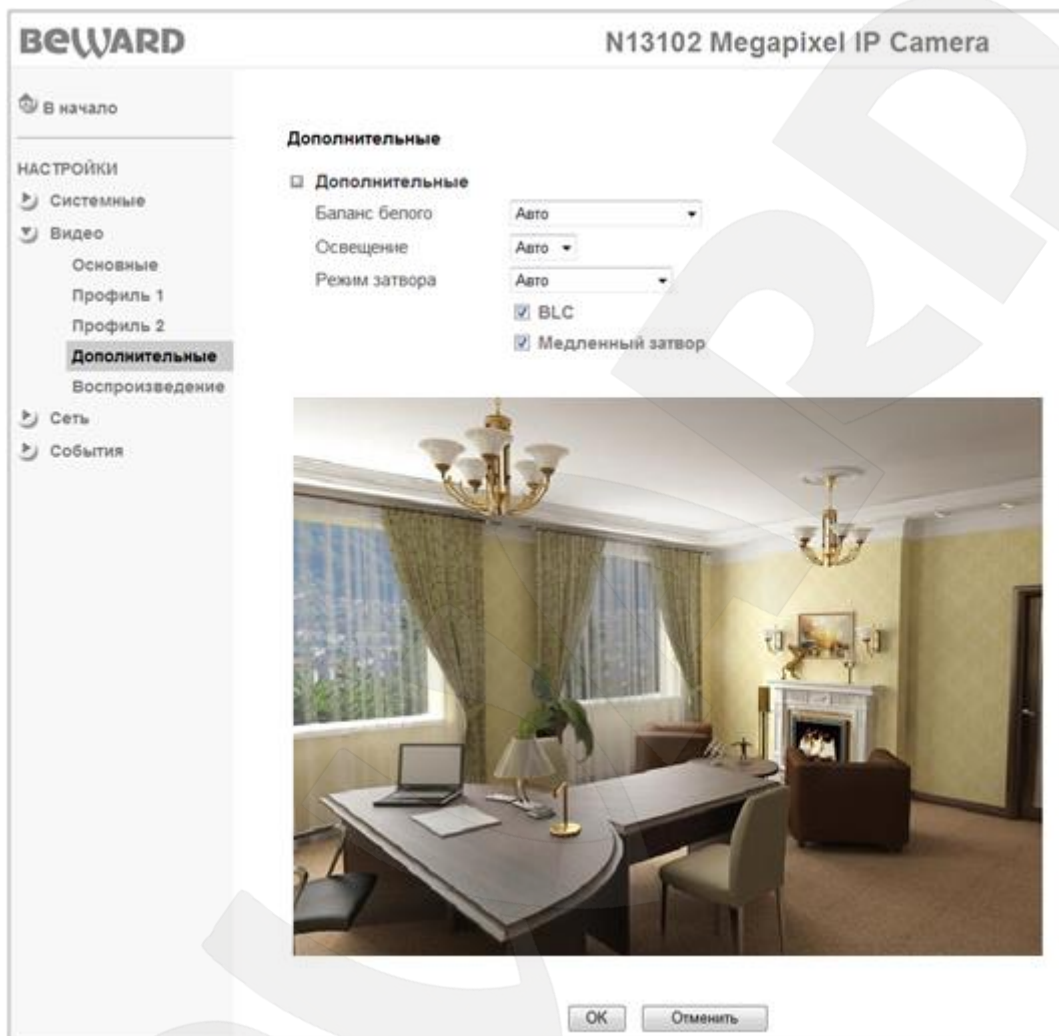 BEWARD
N13102 Megapixel IP Camera
В начало
НАСТРОЙКИ
Системные
Видео
Основные
Профиль 1
Профиль 2
Дополнительные
Воспроизведение
Сеть
События
Дополнительные
Дополнительные
Баланс белого Авто
Освещение Авто
Режим затвора Авто
BLC
Медленный затвор
OK Отменить